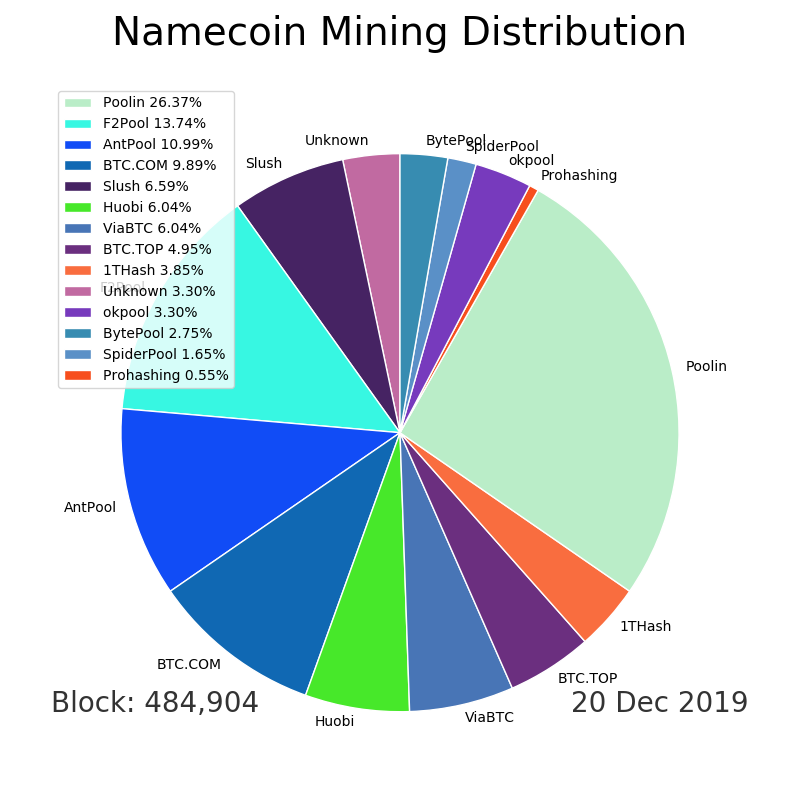 Namecoin Mining Distribution
Poolin 26.37%
F2Pool 13.74%
AntPool 10.99%
BTC.COM 9.89%
Slush 6.59%
Huobi 6.04%
ViaBTC 6.04%
BTC.TOP 4.95%
1THash 3.85%
Unknown 3.30%
okpool 3.30%
BytePool 2.75%
SpiderPool 1.65%
Prohashing 0.55%
Unknown
BytePool
SpiderPool
okpool
Prohashing
Slush
F2Pool
Poolin
AntPool
1THash
BTC.COM
BTC.TOP
Huobi
ViaBTC
Block: 484,904
20 Dec 2019